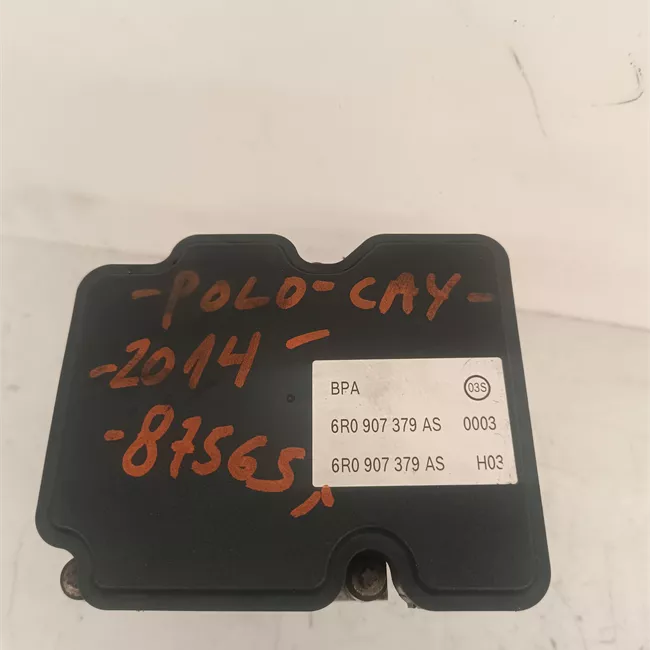 -POLO-CAY-
-2014-
-87565
BPA 03S
6R0 907 379 AS 0003
6R0 907 379 AS H03